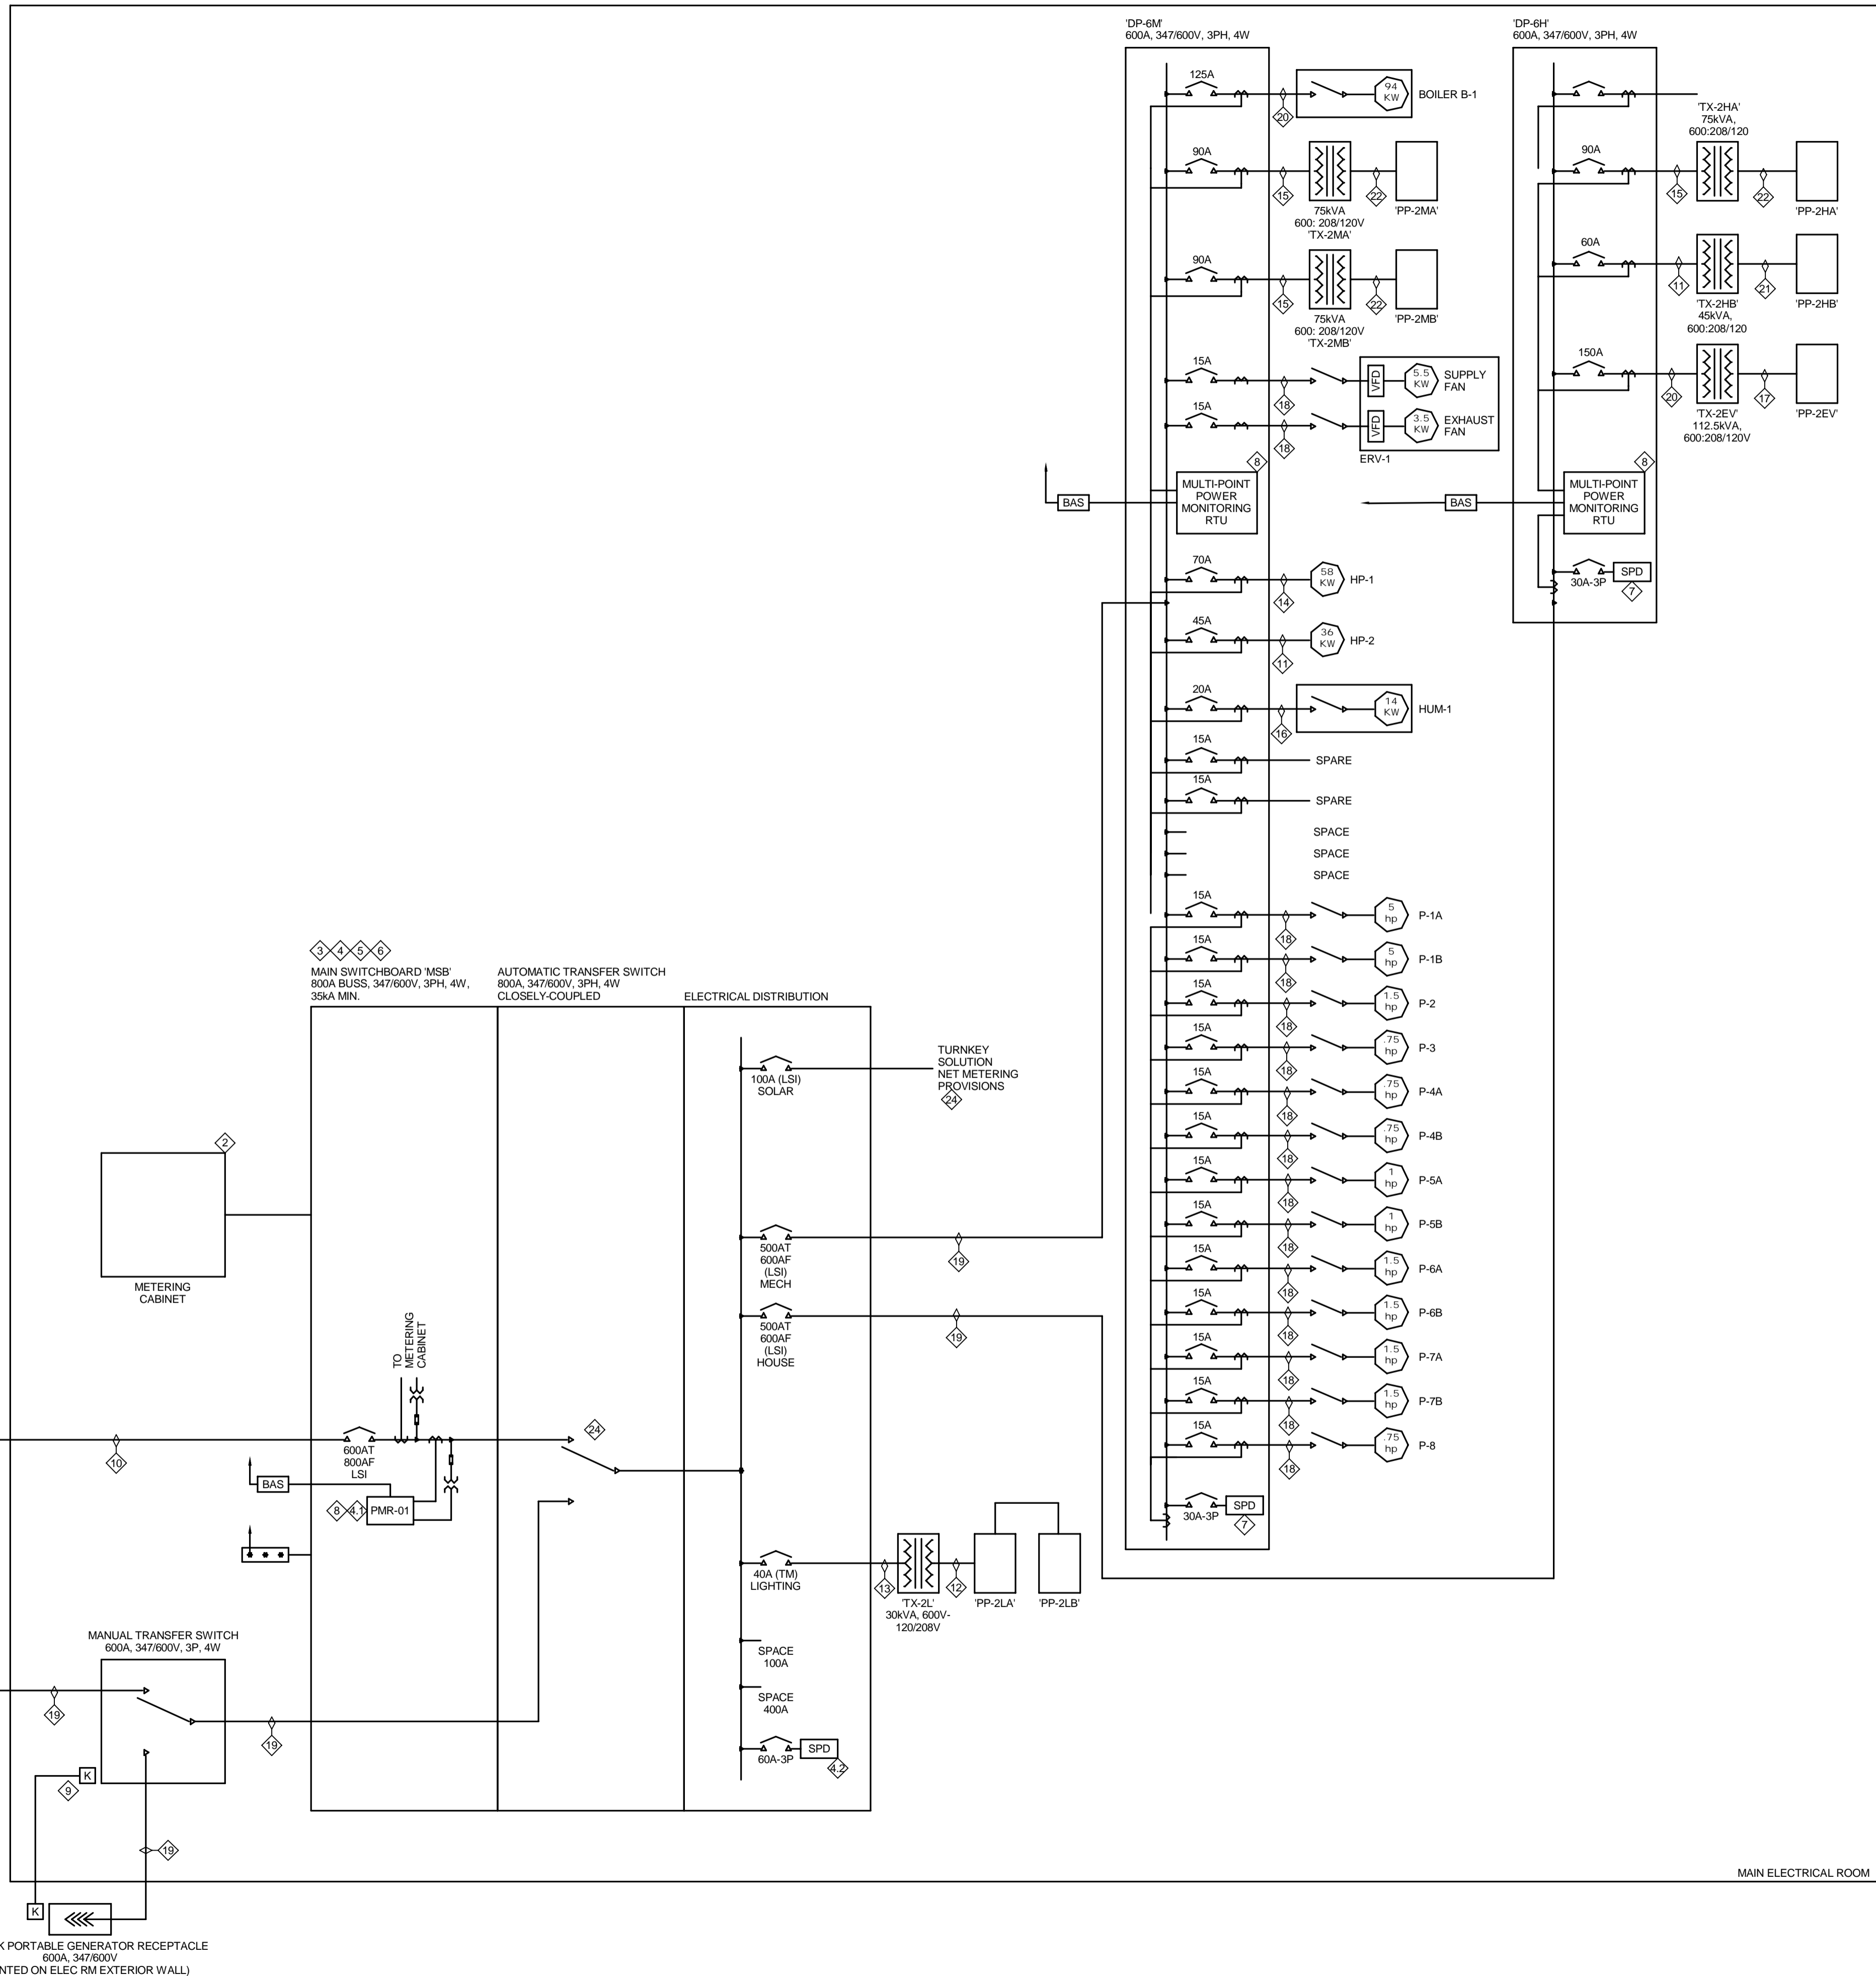 'DP-6M'
600A, 347/600V, 3PH, 4W
125A
94
KW
BOILER B-1
20
90A
15
75kVA
600: 208/120V
'TX-2MA'
22
'PP-2MA'
90A
15
75kVA
600: 208/120V
'TX-2MB'
22
'PP-2MB'
15A
18
VFD
5.5
KW
SUPPLY
FAN
15A
18
VFD
3.5
KW
EXHAUST
FAN
ERV-1
8
MULTI-POINT
POWER
MONITORING
RTU
BAS
70A
14
58
KW
HP-1
45A
11
36
KW
HP-2
20A
16
14
KW
HUM-1
15A
SPARE
15A
SPARE
SPACE
SPACE
SPACE
15A
18
5
hp
P-1A
15A
18
5
hp
P-1B
15A
18
1.5
hp
P-2
15A
18
.75
hp
P-3
15A
18
.75
hp
P-4A
15A
18
.75
hp
P-4B
15A
18
1
hp
P-5A
15A
18
1
hp
P-5B
15A
18
1.5
hp
P-6A
15A
18
1.5
hp
P-6B
15A
18
1.5
hp
P-7A
15A
18
1.5
hp
P-7B
15A
18
.75
hp
P-8
30A-3P
SPD
7
'DP-6H'
600A, 347/600V, 3PH, 4W
'TX-2HA'
75kVA,
600:208/120
90A
15
22
'PP-2HA'
60A
11
'TX-2HB'
45kVA,
600:208/120
21
'PP-2HB'
150A
20
'TX-2EV'
112.5kVA,
600:208/120V
17
'PP-2EV'
8
BAS
MULTI-POINT
POWER
MONITORING
RTU
30A-3P
SPD
7
3 4 5 6
MAIN SWITCHBOARD 'MSB'
800A BUSS, 347/600V, 3PH, 4W,
35kA MIN.
AUTOMATIC TRANSFER SWITCH
800A, 347/600V, 3PH, 4W
CLOSELY-COUPLED
ELECTRICAL DISTRIBUTION
100A (LSI)
SOLAR
TURNKEY
SOLUTION
NET METERING
PROVISIONS
24
2
METERING
CABINET
500AT
600AF
(LSI)
MECH
19
500AT
600AF
(LSI)
HOUSE
19
TO
METERING
CABINET
10
600AT
800AF
LSI
24
BAS
8 4.1
PMR-01
40A (TM)
LIGHTING
13
'TX-2L'
30kVA, 600V-
120/208V
12
'PP-2LA'
'PP-2LB'
SPACE
100A
SPACE
400A
60A-3P
SPD
4.2
MANUAL TRANSFER SWITCH
600A, 347/600V, 3P, 4W
19
19
K
9
19
K
K PORTABLE GENERATOR RECEPTACLE
600A, 347/600V
NTED ON ELEC RM EXTERIOR WALL)
MAIN ELECTRICAL ROOM